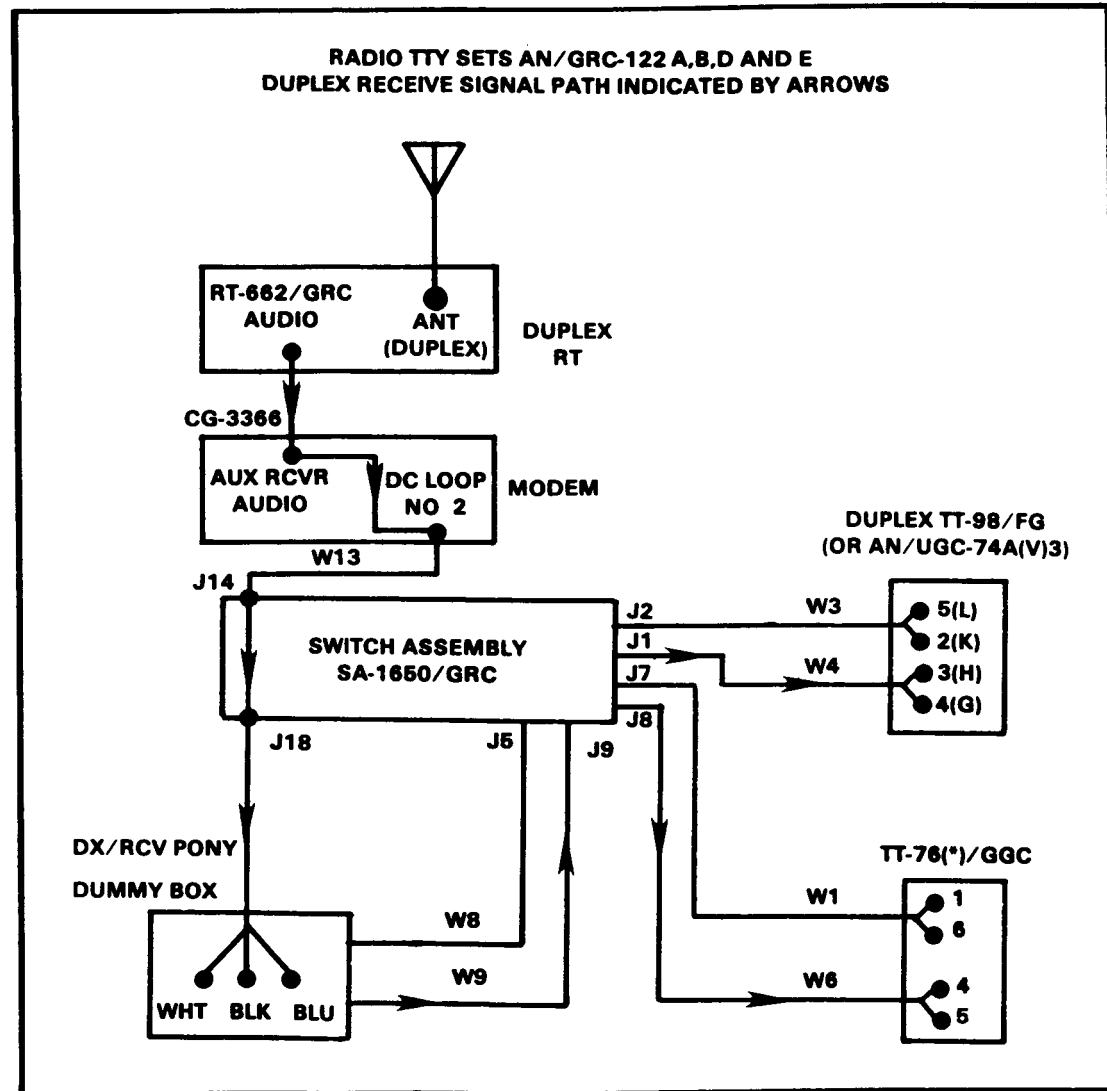 RADIO TTY SETS AN/GRC-122 A,B,D AND E
DUPLEX RECEIVE SIGNAL PATH INDICATED BY ARROWS
RT-662/GRC
AUDIO
ANT
(DUPLEX)
DUPLEX
RT
CG-3366
AUX RCVR
AUDIO
DC LOOP
NO 2
MODEM
W13
J14
SWITCH ASSEMBLY
SA-1650/GRC
J2
J1
J7
J8
J18
J5
J9
W3
W4
DUPLEX TT-98/FG
(OR AN/UGC-74A(V)3)
5(L)
2(K)
3(H)
4(G)
DX/RCV PONY
DUMMY BOX
WHT BLK BLU
W8
W9
W1
W6
TT-76(*)/GGC
1
6
4
5